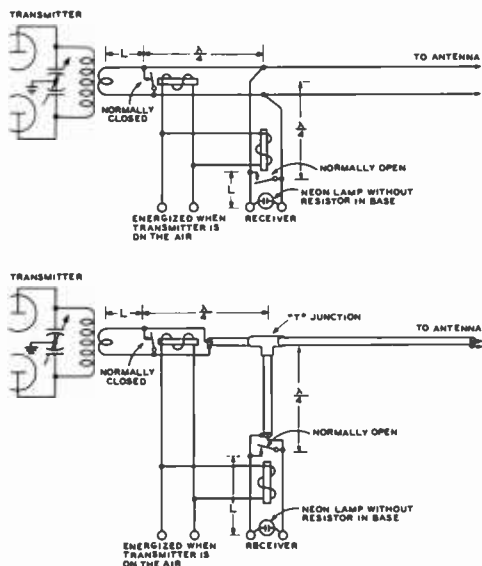 TRANSMITTER
L
λ/4
TO ANTENNA
NORMALLY
CLOSED
λ/4
NORMALLY OPEN
L
NEON LAMP WITHOUT
RESISTOR IN BASE
ENERGIZED WHEN
TRANSMITTER IS
ON THE AIR
RECEIVER
TRANSMITTER
L
λ/4
"T" JUNCTION
TO ANTENNA
NORMALLY
CLOSED
λ/4
NORMALLY OPEN
L
NEON LAMP WITHOUT
RESISTOR IN BASE
ENERGIZED WHEN
TRANSMITTER IS
ON THE AIR
RECEIVER